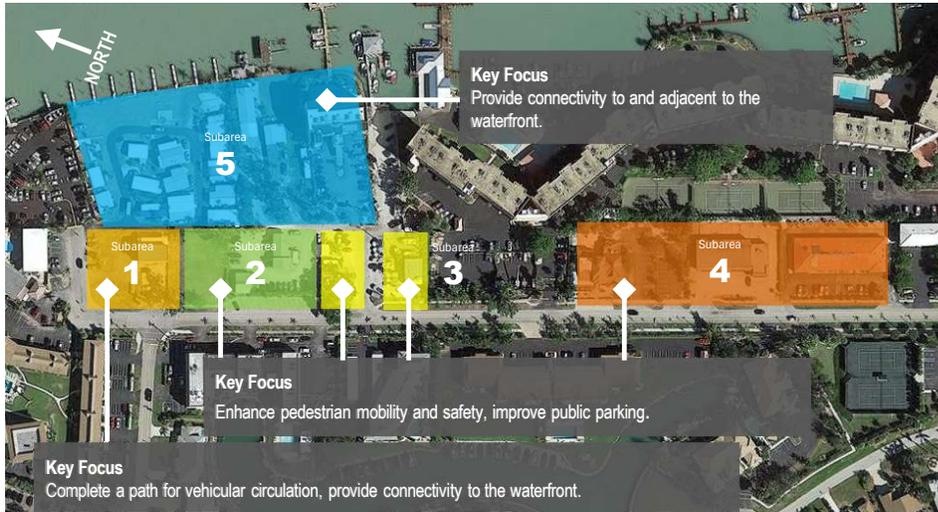 NORTH
Key Focus
Provide connectivity to and adjacent to the
waterfront.
Subarea
5
Subarea
1
Subarea
2
Subarea
3
Subarea
4
Key Focus
Enhance pedestrian mobility and safety, improve public parking.
Key Focus
Complete a path for vehicular circulation, provide connectivity to the waterfront.